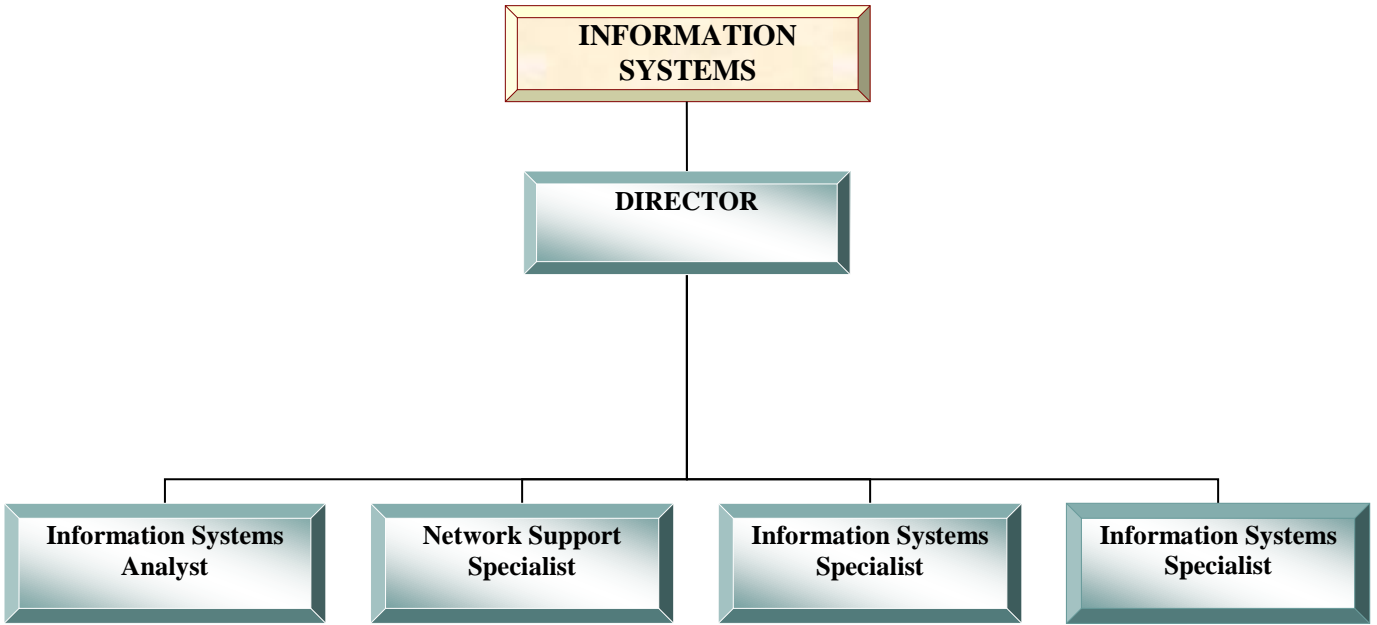 INFORMATION
SYSTEMS
DIRECTOR
Information Systems
Analyst
Network Support
Specialist
Information Systems
Specialist
Information Systems
Specialist